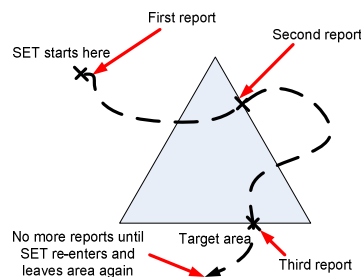 First report
SET starts here
Second report
No more reports until
SET re-enters and
leaves area again
Target area
Third report